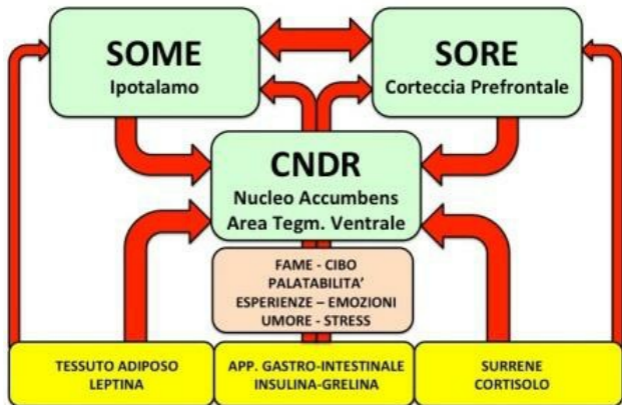 SOME
Ipotalamo
SORE
Corteccia Prefrontale
CNDR
Nucleo Accumbens
Area Tegm. Ventrale
FAME - CIBO
PALATABILITA’
ESPERIENZE – EMOZIONI
UMORE - STRESS
TESSUTO ADIPOSO
LEPTINA
APP. GASTRO-INTESTINALE
INSULINA-GRELINA
SURRENE
CORTISOLO